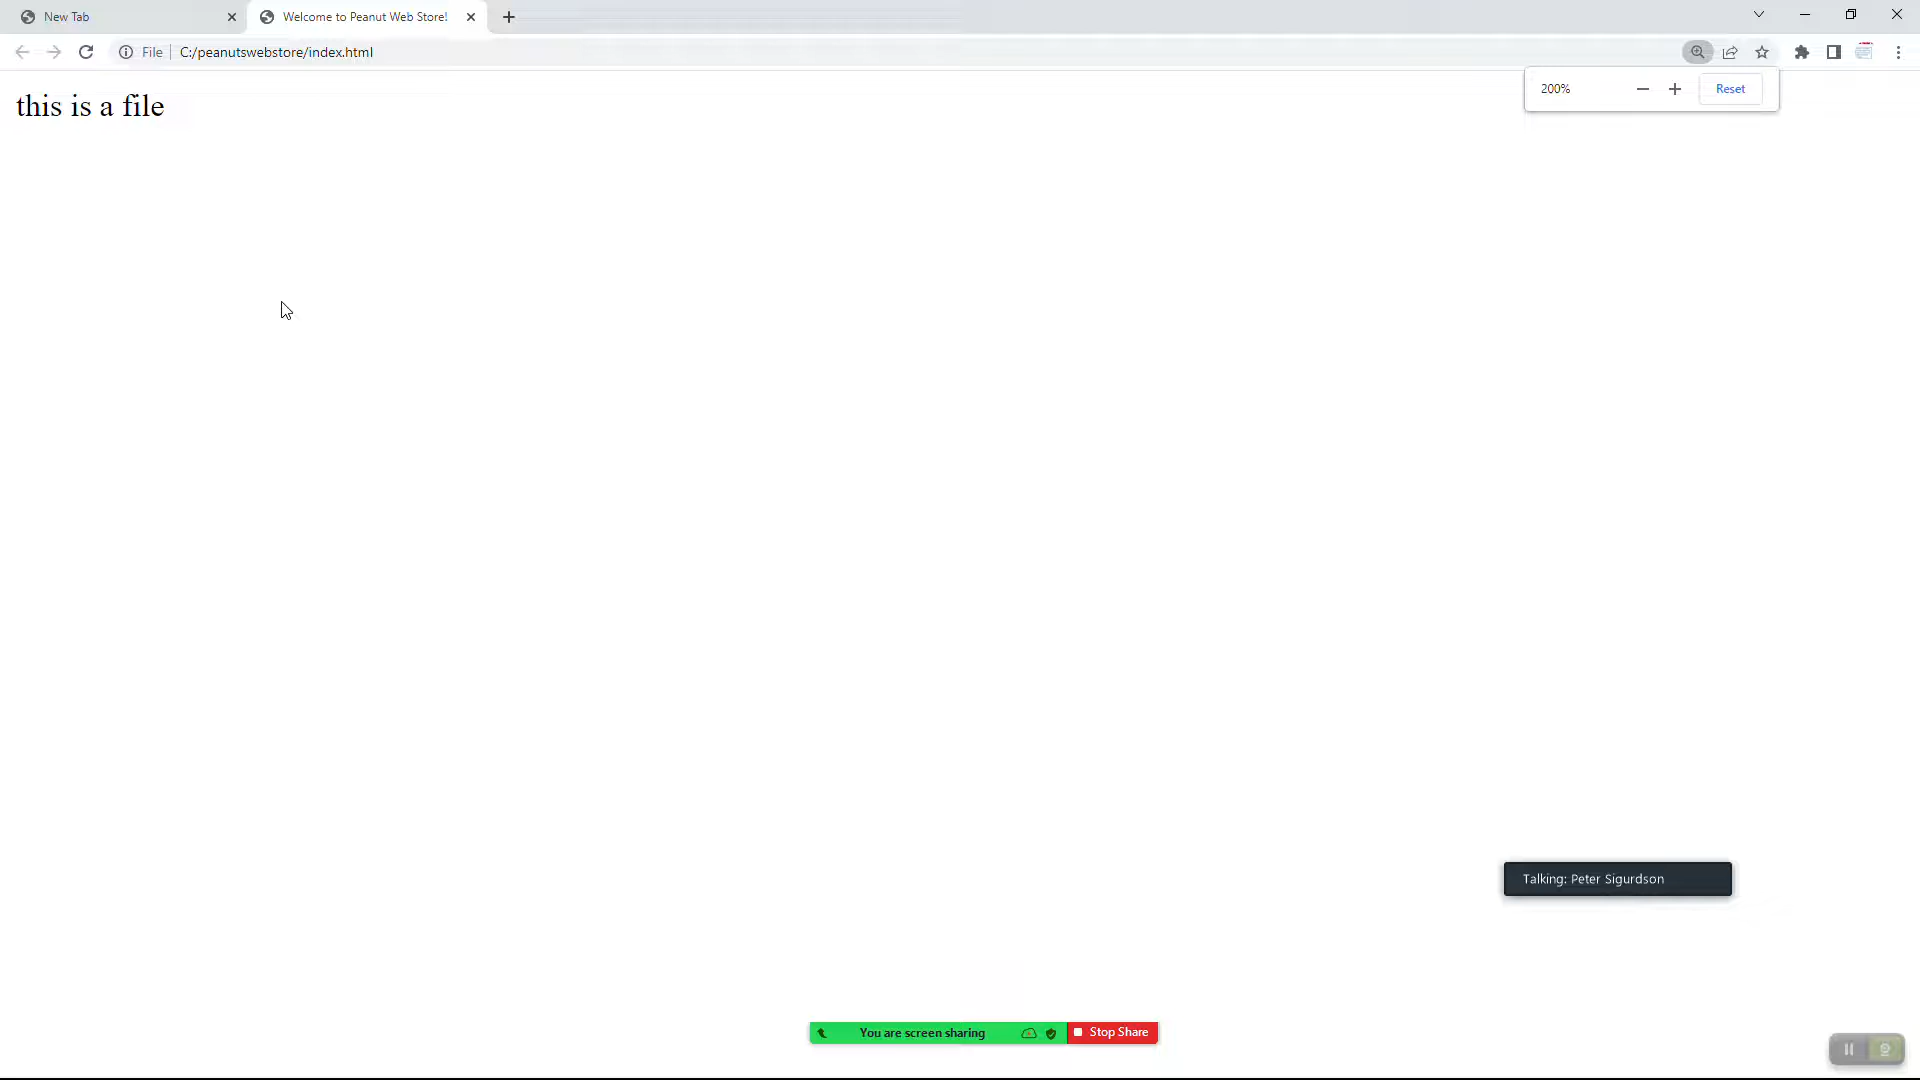 New Tab
Welcome to Peanut Web Store!
File
C:/peanutswebstore/index.html
200%
Reset
this is a file
Talking: Peter Sigurdson
You are screen sharing
Stop Share